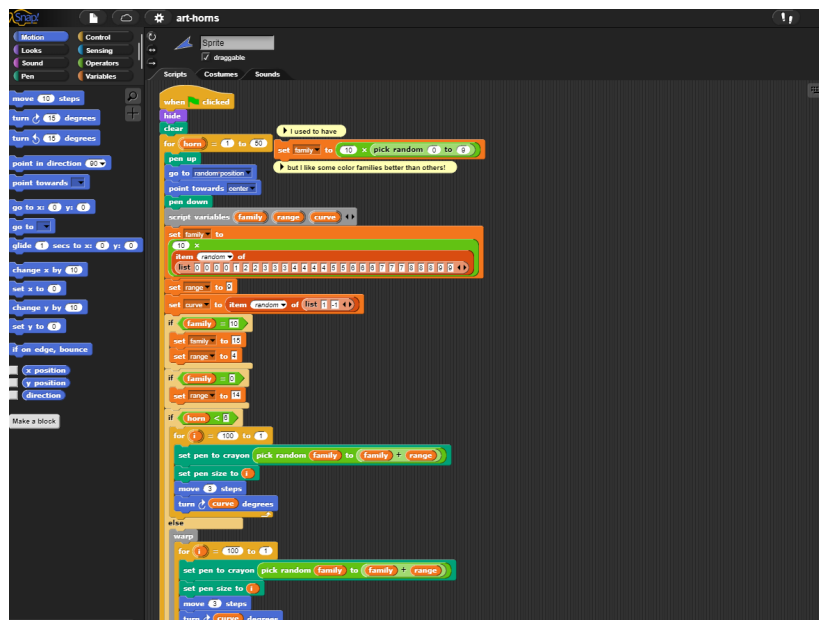 Snap!
art-horns
Motion Control
Looks Sensing
Sound Operators
Pen Variables
move 10 steps
turn 15 degrees
turn 15 degrees
point in direction 90
point towards
go to x: 0 y: 0
go to
glide 1 secs to x: 0 y: 0
change x by 10
set x to 0
change y by 10
set y to 0
if on edge, bounce
x position
y position
direction
Make a block
Sprite
draggable
Scripts Costumes Sounds
when clicked
hide
clear
for horn = 1 to 50
I used to have
set family to 10 × pick random 0 to 9
but I like some color families better than others!
pen up
go to random position
point towards center
pen down
script variables family range curve
set family to
10 ×
item random of
list 0 0 0 0 1 2 2 3 3 3 4 4 4 4 5 5 6 6 6 7 7 7 8 8 8 9 9
set range to 9
set curve to item random of list 1 -1
if family = 10
set family to 15
set range to 4
if family = 0
set range to 14
if horn < 6
for i = 100 to 1
set pen to crayon pick random family to family + range
set pen size to i
move 3 steps
turn curve degrees
else
warp
for i = 100 to 1
set pen to crayon pick random family to family + range
set pen size to i
move 3 steps
turn curve degrees